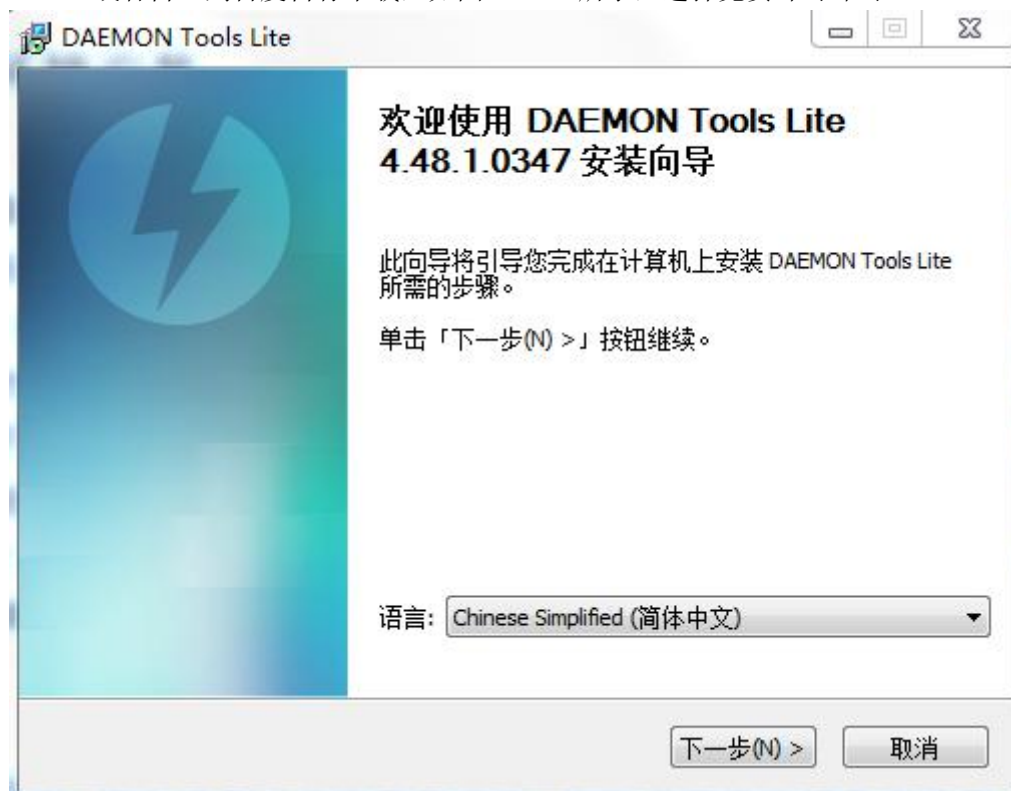 DAEMON Tools Lite
欢迎使用 DAEMON Tools Lite
4.48.1.0347 安装向导
此向导将引导您完成在计算机上安装 DAEMON Tools Lite
所需的步骤。
单击「下一步(N) >」按钮继续。
语言: Chinese Simplified (简体中文)
下一步(N) >
取消